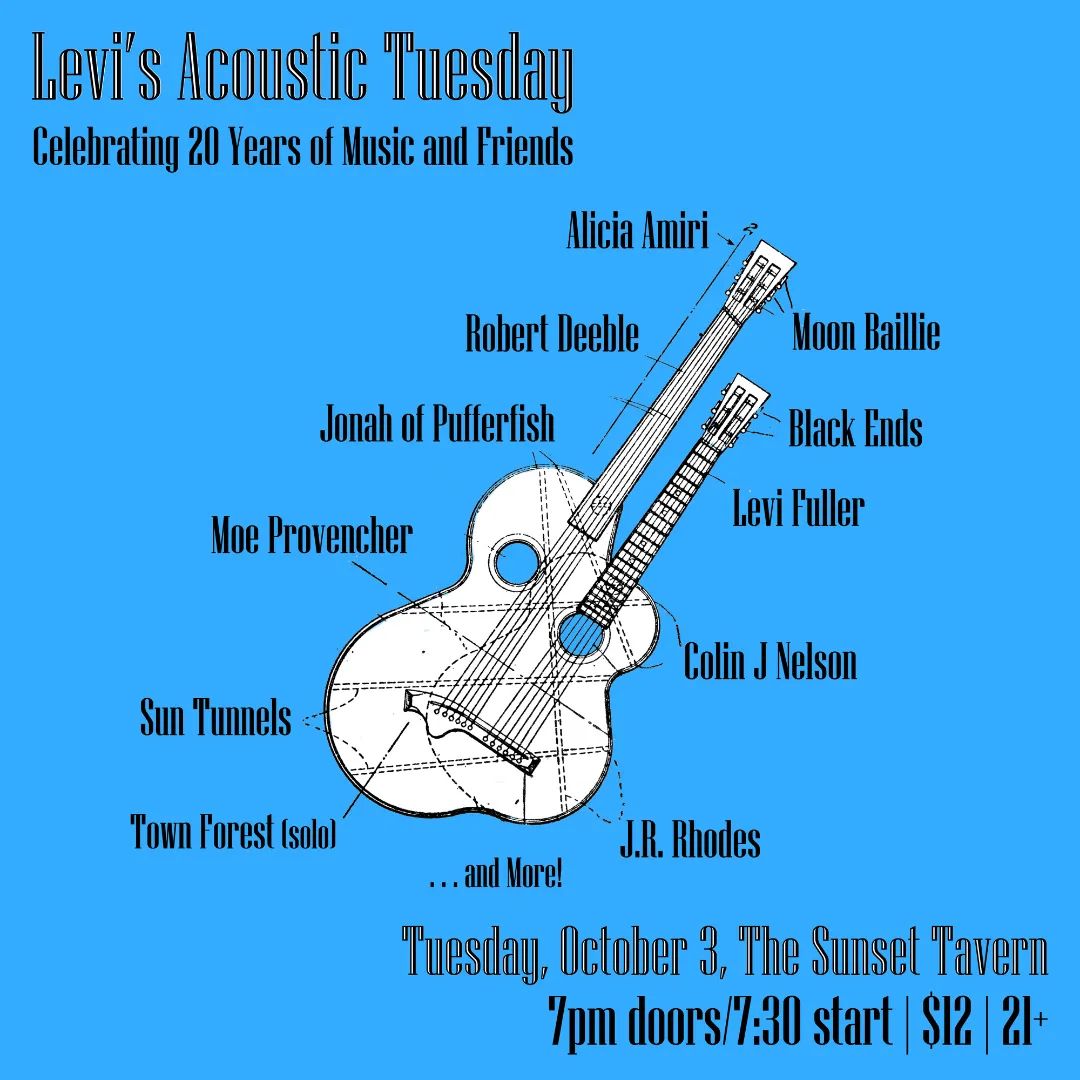 Levi's Acoustic Tuesday
Celebrating 20 Years of Music and Friends
Alicia Amiri
2
Robert Deeble
Moon Baillie
Jonah of Pufferfish
Black Ends
Levi Fuller
Moe Provencher
Colin J Nelson
Sun Tunnels
Town Forest (solo)
J.R. Rhodes
. . . and More!
Tuesday, October 3, The Sunset Tavern
7pm doors/7:30 start | $12 | 21+